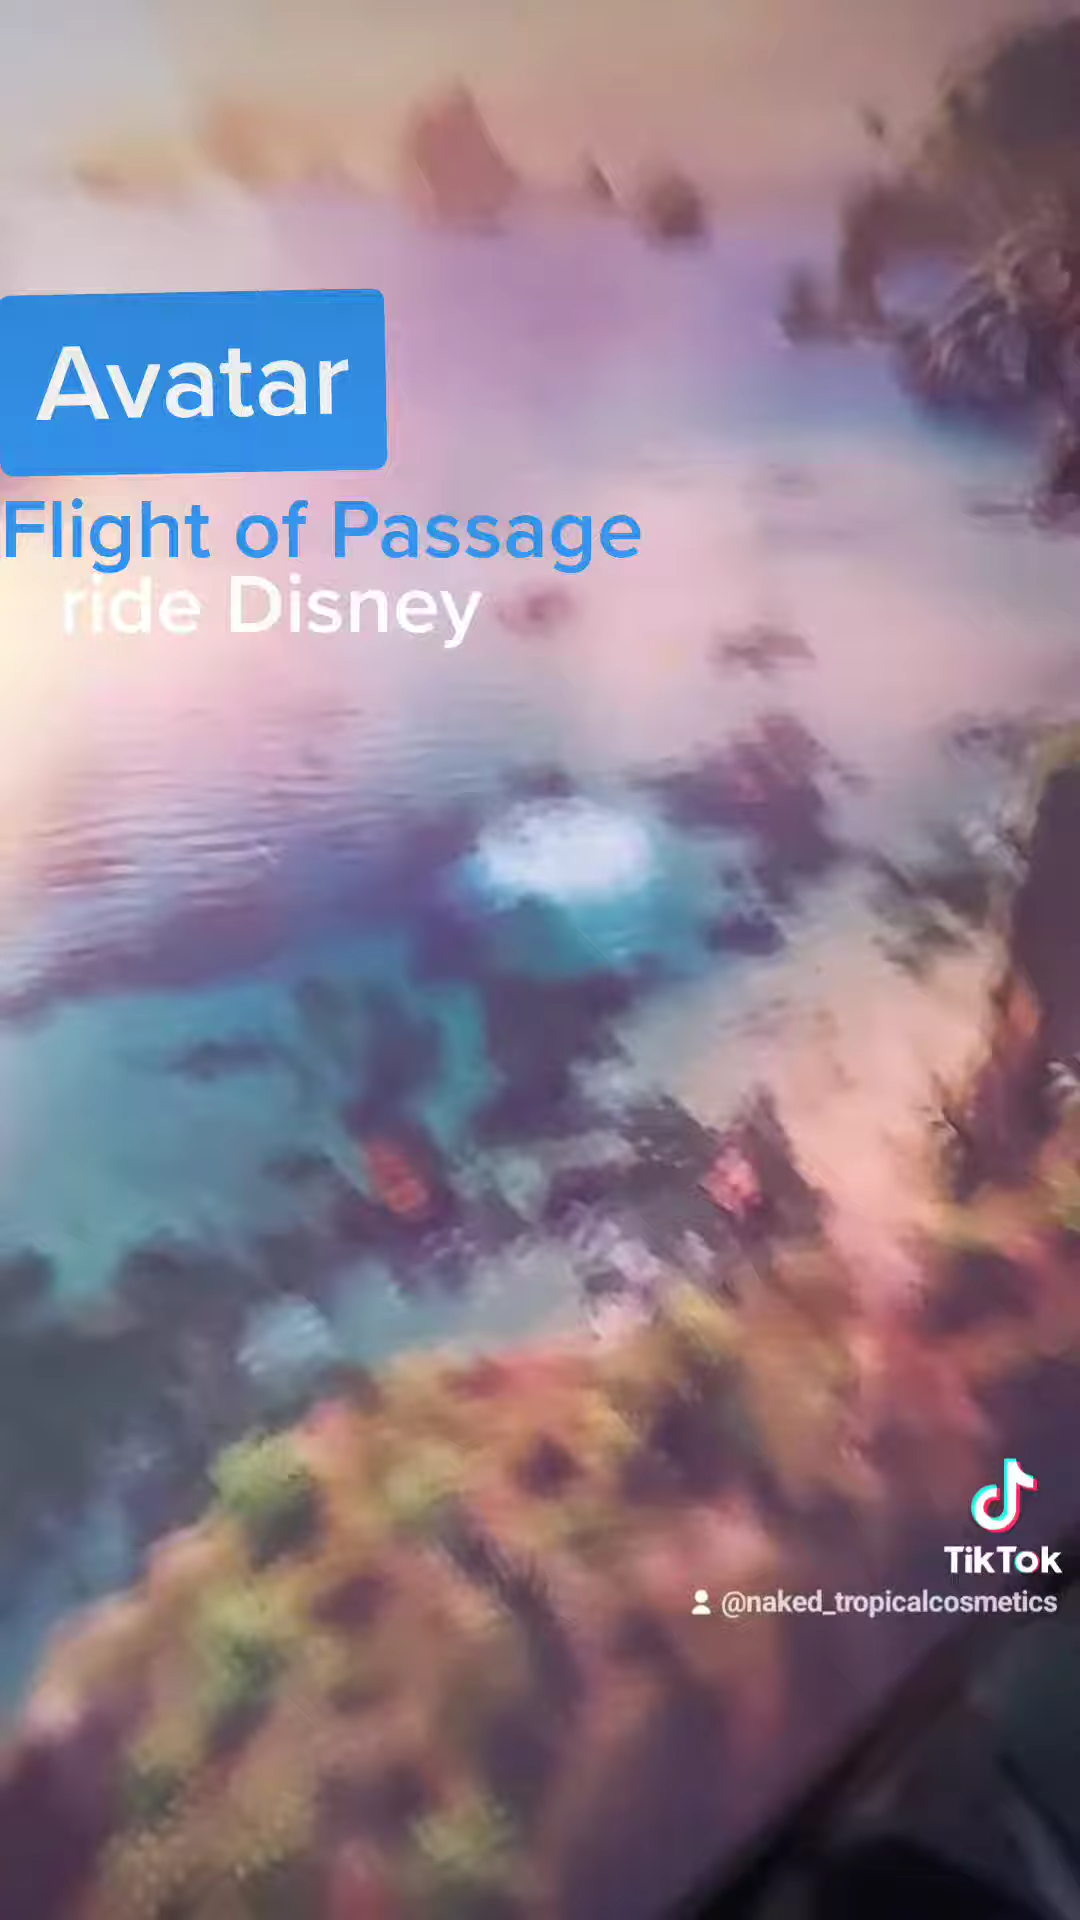 Avatar
Flight of Passage
ride Disney
TikTok
@naked_tropicalcosmetics